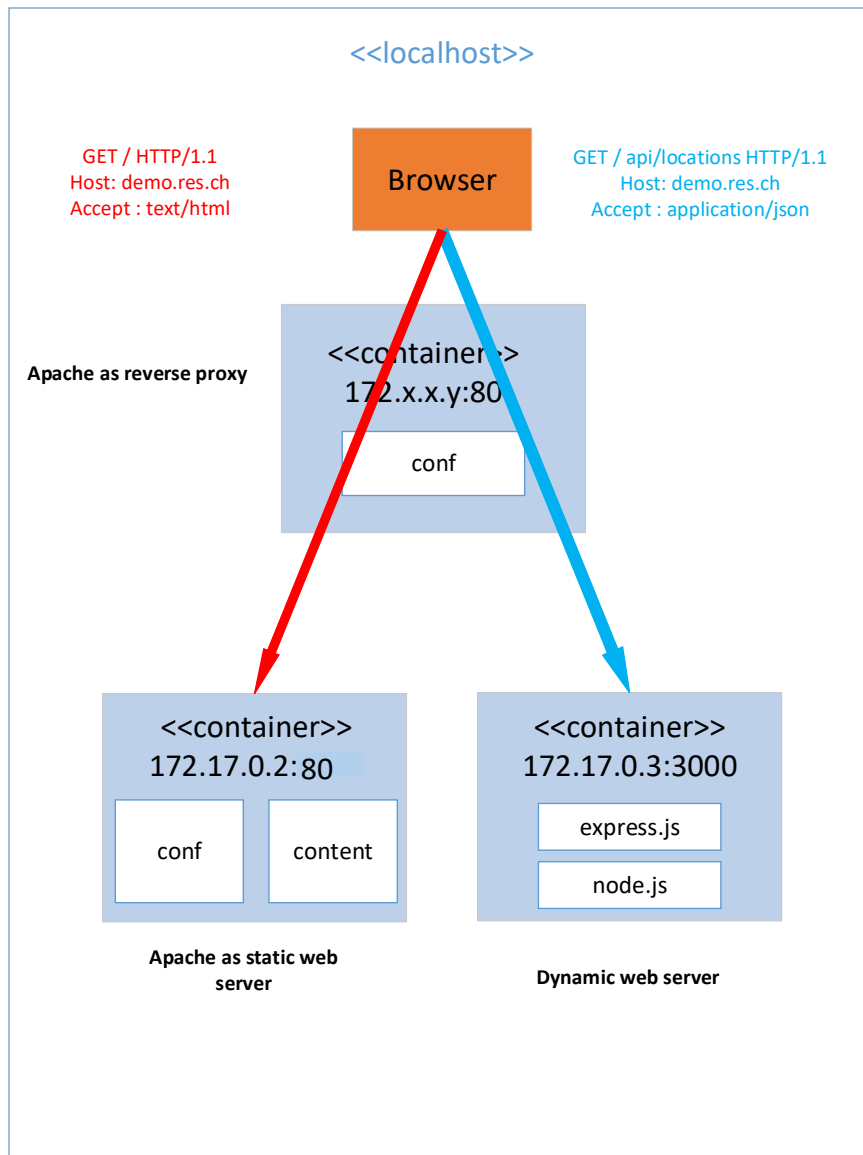 <<localhost>>
GET / HTTP/1.1
Host: demo.res.ch
Accept : text/html
Browser
GET / api/locations HTTP/1.1
Host: demo.res.ch
Accept : application/json
Apache as reverse proxy
<<container>>
172.x.x.y:80
conf
<<container>>
172.17.0.2:80
conf
content
Apache as static web
server
<<container>>
172.17.0.3:3000
express.js
node.js
Dynamic web server